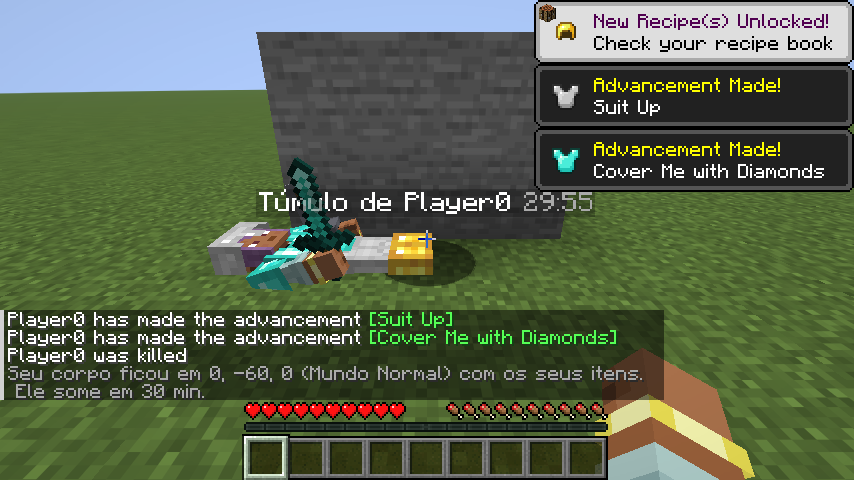 New Recipe(s) Unlocked!
Check your recipe book
Advancement Made!
Suit Up
Advancement Made!
Cover Me with Diamonds
Túmulo de Player0 29:55
Player0 has made the advancement [Suit Up]
Player0 has made the advancement [Cover Me with Diamonds]
Player0 was killed
Seu corpo ficou em 0, -60, 0 (Mundo Normal) com os seus itens.
Ele some em 30 min.